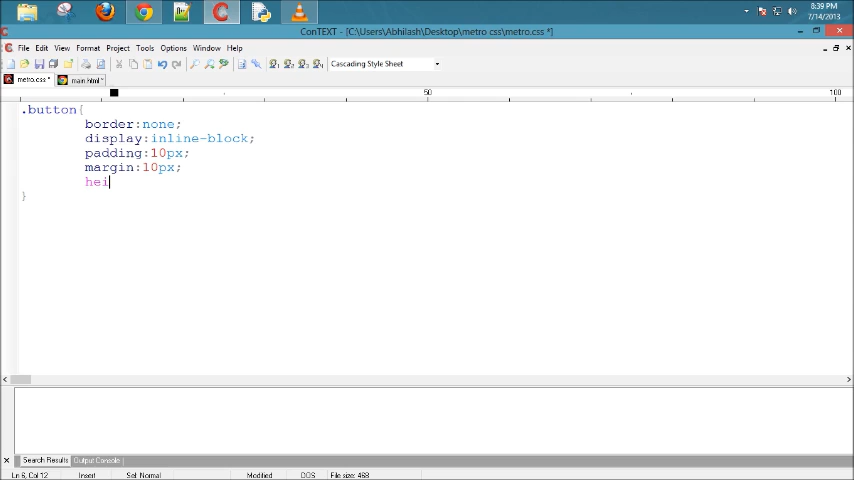 8:39 PM
7/14/2013
ConTEXT - [C:\Users\Abhilash\Desktop\metro css\metro.css *]
File Edit View Format Project Tools Options Window Help
Cascading Style Sheet
metro.css * main.html *
50 100
.button{
border:none;
display:inline-block;
padding:10px;
margin:10px;
hei
}
Search Results Output Console
Ln 6, Col 12 Insert Sel: Normal Modified DOS File size: 468